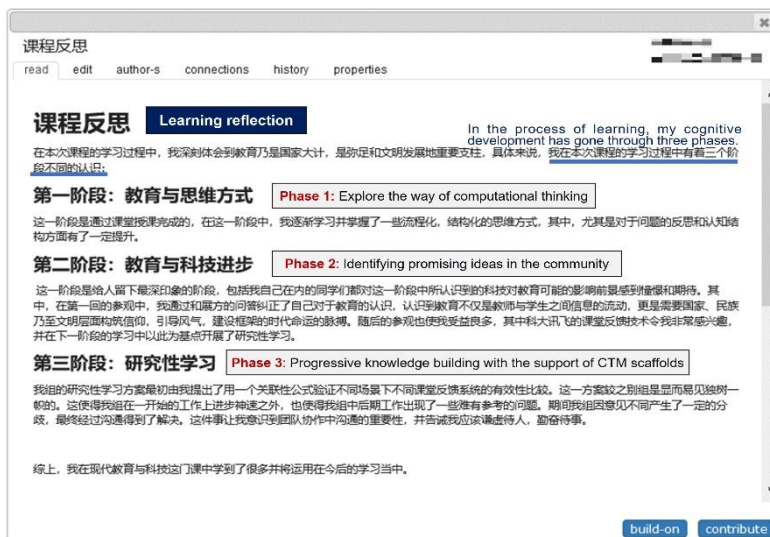 课程反思
read edit author-s connections history properties
课程反思 Learning reflection
In the process of learning, my cognitive
development has gone through three phases.
在本次课程的学习过程中，我深刻体会到教育乃是国家大计，是弥足和文明发展地重要支柱，具体来说，我在本次课程的学习过程中有着三个阶
段不同的认识：
第一阶段：教育与思维方式 Phase 1: Explore the way of computational thinking
这一阶段是通过课堂授课完成的，在这一阶段中，我逐渐学习并掌握了一些流程化，结构化的思维方式，其中，尤其是对于问题的反思和认知结
构方面有了一定提升。
第二阶段：教育与科技进步 Phase 2: Identifying promising ideas in the community
这一阶段是给人留下最深印象的阶段，包括我自己在内的同学们都对这一阶段中所认识到的科技对教育可能的影响前景感到憧憬和期待。其
中，在第一回的参观中，我通过和展方的问答纠正了自己对于教育的认识，认识到教育不仅是教师与学生之间信息的流动，更是需要国家、民族
乃至文明层面构筑信仰，引导风气，建设框架的时代命运的脉搏。随后的参观也使我受益良多，其中科大讯飞的课堂反馈技术令我非常感兴趣，
并在下一阶段的学习中以此为基点开展了研究性学习。
第三阶段：研究性学习 Phase 3: Progressive knowledge building with the support of CTM scaffolds
我组的研究性学习方案最初由我提出了用一个关联性公式验证不同场景下不同课堂反馈系统的有效性比较。这一方案较之别组是显而易见独树一
帜的。这使得我组在一开始的工作上进步神速之外，也使得我组中后期工作出现了一些难有参考的问题。期间我组因意见不同产生了一定的分
歧，最终经过沟通得到了解决。这件事让我意识到团队协作中沟通的重要性，并告诫我应该谦虚待人，勤奋待事。
综上，我在现代教育与科技这门课中学到了很多并将运用在今后的学习当中。
build-on contribute